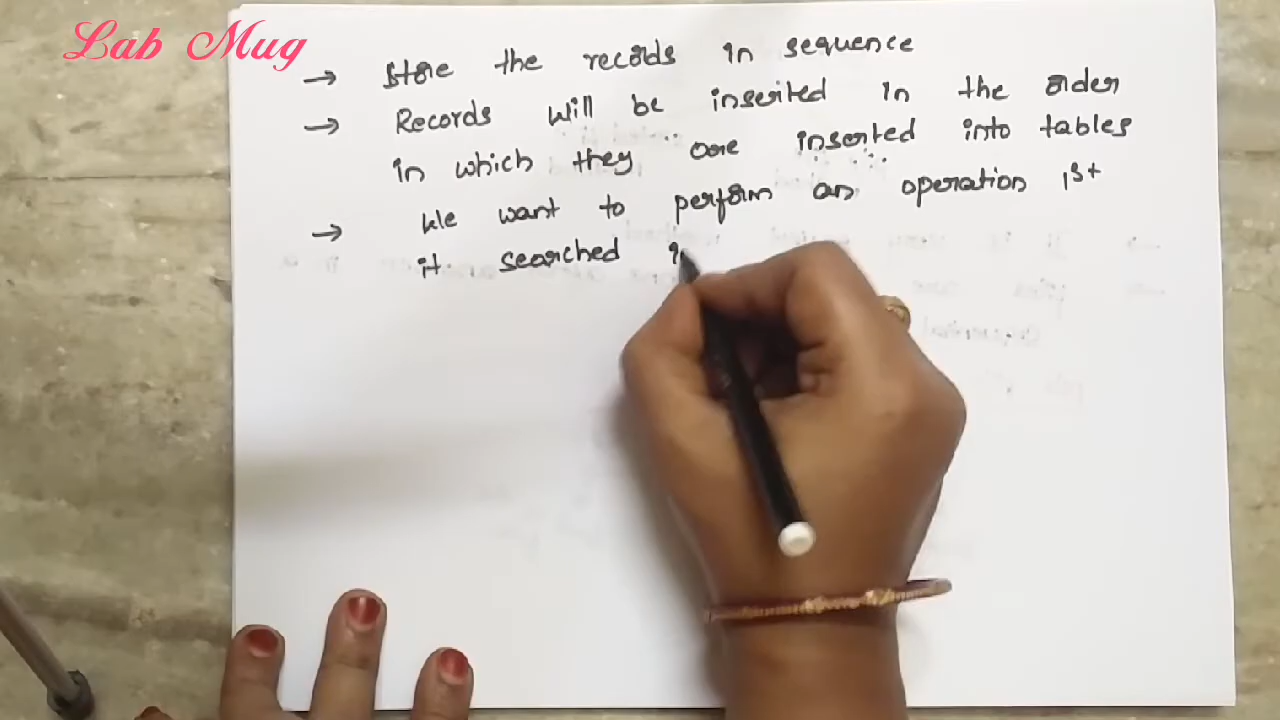 Lab Mug
→ Store the records in sequence
→ Records will be inserted in the order
in which they are inserted into tables
→ We want to perform an operation 1st
it searched